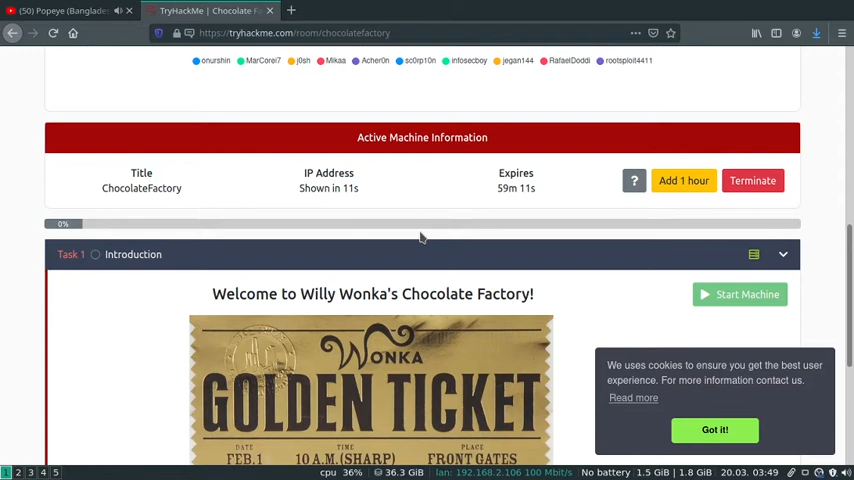 (50) Popeye (Banglades
TryHackMe | Chocolate Fa
https://tryhackme.com/room/chocolatefactory
onurshin MarCorei7 j0sh Mikaa Acher0n sc0rp10n infosecboy jegan144 RafaelDoddi rootsploit4411
Active Machine Information
Title IP Address Expires
ChocolateFactory Shown in 11s 59m 11s
? Add 1 hour Terminate
0%
Task 1 Introduction
Welcome to Willy Wonka's Chocolate Factory!
Start Machine
WONKA
GOLDEN TICKET
DATE TIME PLACE
FEB.1 10 A.M.(SHARP) FRONT GATES
We uses cookies to ensure you get the best user
experience. For more information contact us.
Read more
Got it!
1 2 3 4 5 cpu 36% 36.3 GiB lan: 192.168.2.106 100 Mbit/s No battery 1.5 GiB | 1.8 GiB 20.03. 03:49